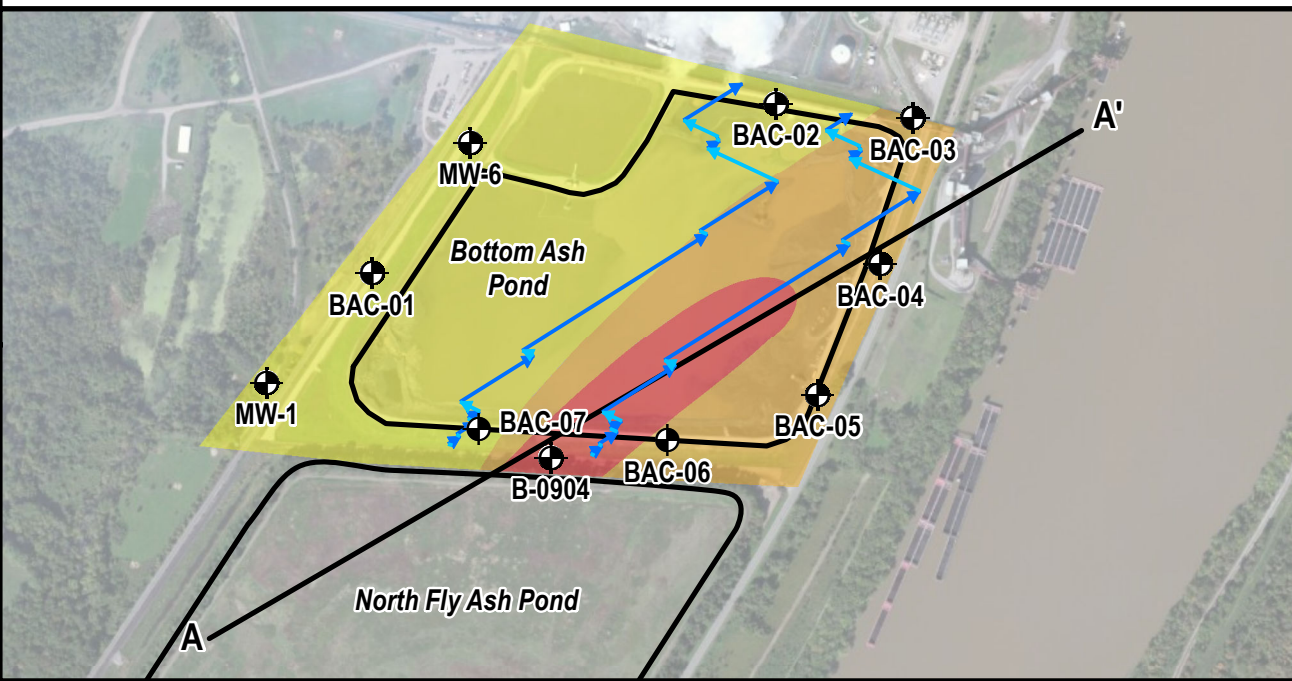 A'
BAC-02
BAC-03
MW-6
Bottom Ash
Pond
BAC-04
BAC-01
MW-1
BAC-07
BAC-05
BAC-06
B-0904
North Fly Ash Pond
A